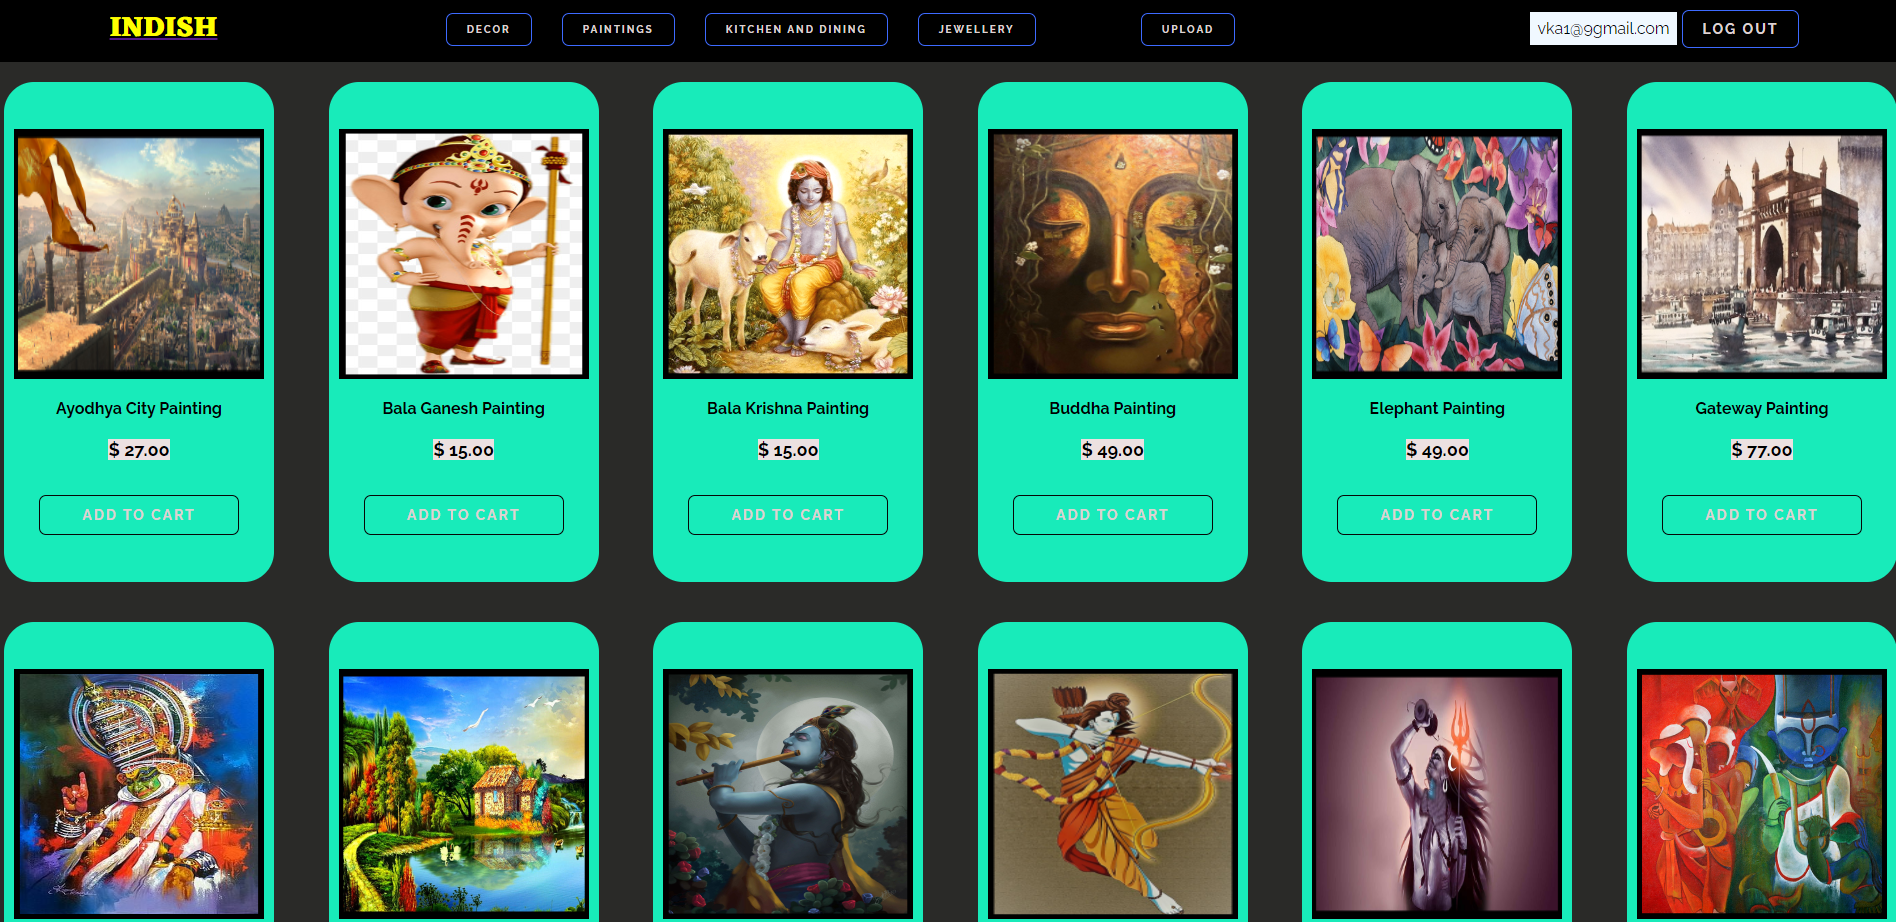 INDISH
DECOR
PAINTINGS
KITCHEN AND DINING
JEWELLERY
UPLOAD
vka1@9gmail.com
LOG OUT
Ayodhya City Painting
$ 27.00
ADD TO CART
Bala Ganesh Painting
$ 15.00
ADD TO CART
Bala Krishna Painting
$ 15.00
ADD TO CART
Buddha Painting
$ 49.00
ADD TO CART
Elephant Painting
$ 49.00
ADD TO CART
Gateway Painting
$ 77.00
ADD TO CART